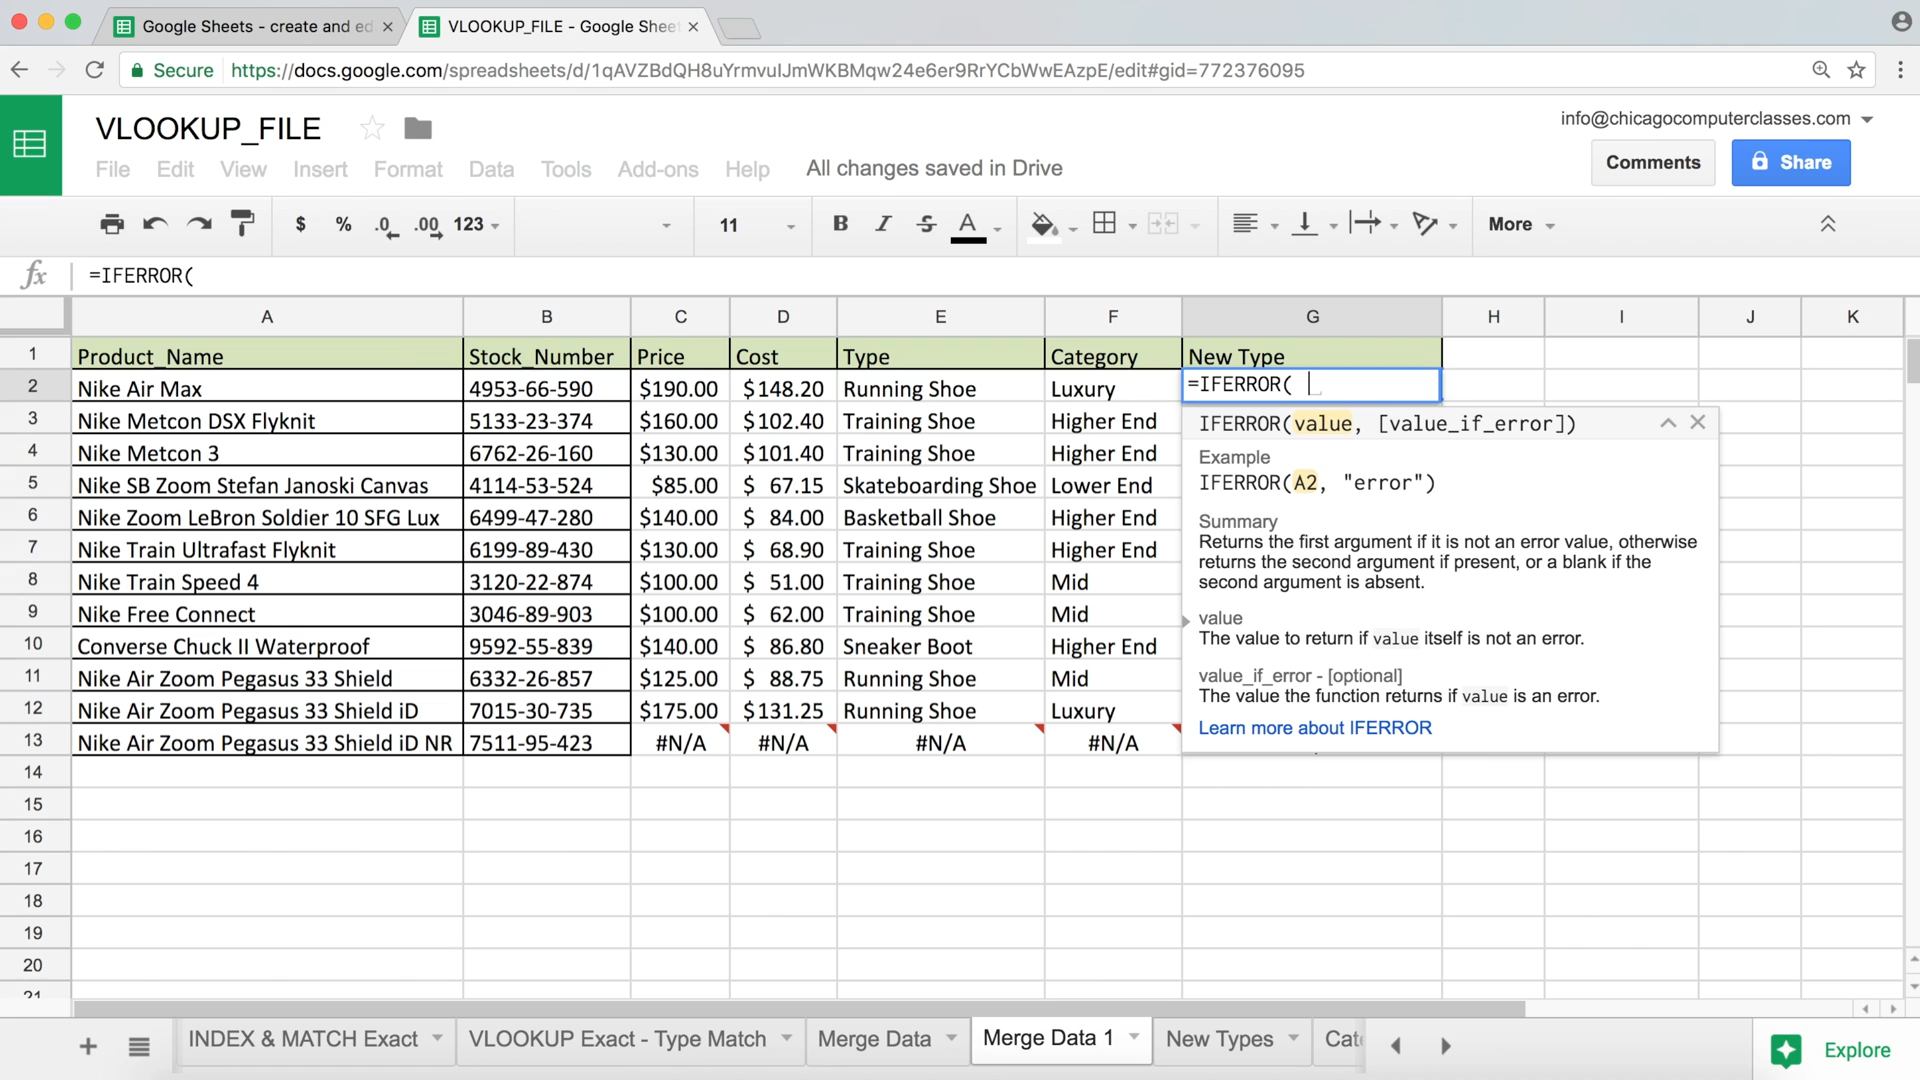 Google Sheets - create and ed
VLOOKUP_FILE - Google Sheet
Secure https://docs.google.com/spreadsheets/d/1qAVZBdQH8uYrmvuIJmWKBMqw24e6er9RrYCbWwEAzpE/edit#gid=772376095
VLOOKUP_FILE
info@chicagocomputerclasses.com
File Edit View Insert Format Data Tools Add-ons Help All changes saved in Drive
Comments Share
$ % .0 .00 123 11 B I S A More
fx =IFERROR(
A B C D E F G H I J K
1 Product_Name Stock_Number Price Cost Type Category New Type
2 Nike Air Max 4953-66-590 $190.00 $148.20 Running Shoe Luxury =IFERROR(
3 Nike Metcon DSX Flyknit 5133-23-374 $160.00 $102.40 Training Shoe Higher End
4 Nike Metcon 3 6762-26-160 $130.00 $101.40 Training Shoe Higher End
5 Nike SB Zoom Stefan Janoski Canvas 4114-53-524 $85.00 $ 67.15 Skateboarding Shoe Lower End
6 Nike Zoom LeBron Soldier 10 SFG Lux 6499-47-280 $140.00 $ 84.00 Basketball Shoe Higher End
7 Nike Train Ultrafast Flyknit 6199-89-430 $130.00 $ 68.90 Training Shoe Higher End
8 Nike Train Speed 4 3120-22-874 $100.00 $ 51.00 Training Shoe Mid
9 Nike Free Connect 3046-89-903 $100.00 $ 62.00 Training Shoe Mid
10 Converse Chuck II Waterproof 9592-55-839 $140.00 $ 86.80 Sneaker Boot Higher End
11 Nike Air Zoom Pegasus 33 Shield 6332-26-857 $125.00 $ 88.75 Running Shoe Mid
12 Nike Air Zoom Pegasus 33 Shield iD 7015-30-735 $175.00 $131.25 Running Shoe Luxury
13 Nike Air Zoom Pegasus 33 Shield iD NR 7511-95-423 #N/A #N/A #N/A #N/A
14
15
16
17
18
19
20
21
IFERROR(value, [value_if_error])
Example
IFERROR(A2, "error")
Summary
Returns the first argument if it is not an error value, otherwise
returns the second argument if present, or a blank if the
second argument is absent.
value
The value to return if value itself is not an error.
value_if_error - [optional]
The value the function returns if value is an error.
Learn more about IFERROR
INDEX & MATCH Exact VLOOKUP Exact - Type Match Merge Data Merge Data 1 New Types Cate
Explore